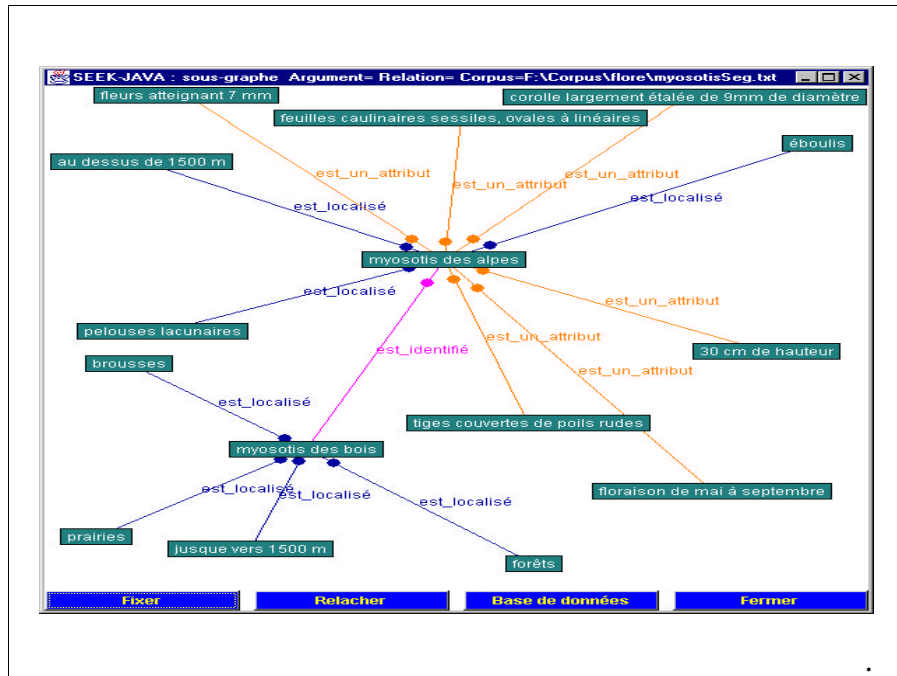 SEEK-JAVA : sous-graphe Argument= Relation= Corpus=F:\Corpus\flore\myosotisSeg.txt
fleurs atteignant 7 mm
corolle largement étalée de 9mm de diamètre
feuilles caulinaires sessiles, ovales à linéaires
éboulis
au dessus de 1500 m
est_un_attribut
est_un_attribut
est_un_attribut
est_localisé
est_localisé
myosotis des alpes
est_localisé
est_un_attribut
pelouses lacunaires
est_un_attribut
est_identifié
30 cm de hauteur
brousses
est_un_attribut
est_localisé
tiges couvertes de poils rudes
myosotis des bois
est_localisé
est_localisé
est_localisé
floraison de mai à septembre
prairies
jusque vers 1500 m
forêts
Fixer
Relacher
Base de données
Fermer
.